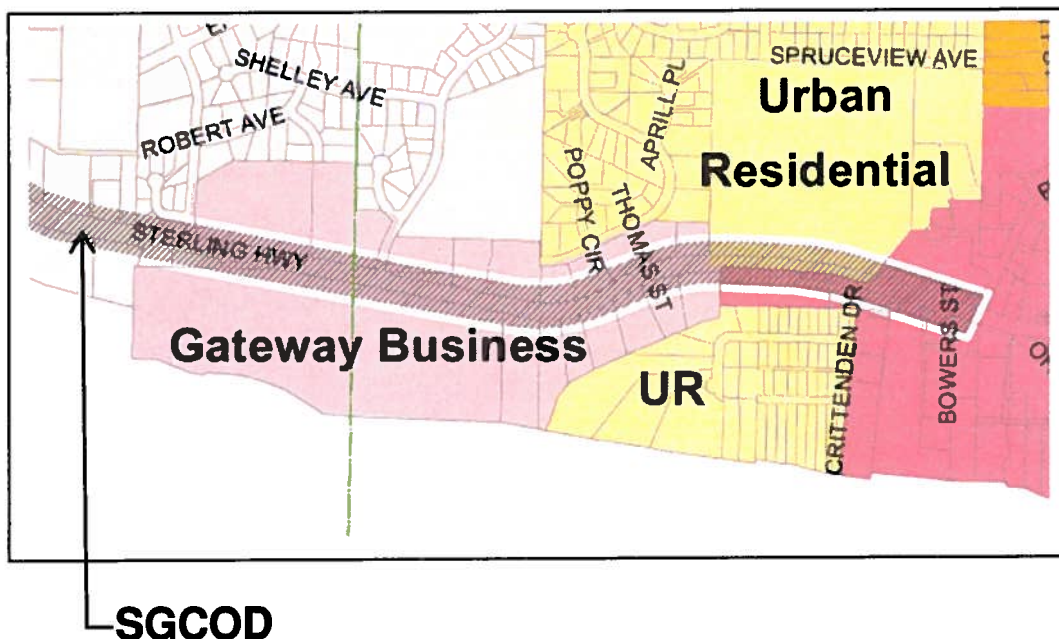 SHELLEY AVE
SPRUCEVIEW AVE
Urban
ROBERT AVE
APRILL PL
Residential
POPPY CIR
THOMAS ST
STERLING HWY
Gateway Business
UR
CRITTENDEN DR
BOWERS ST
SGCOD